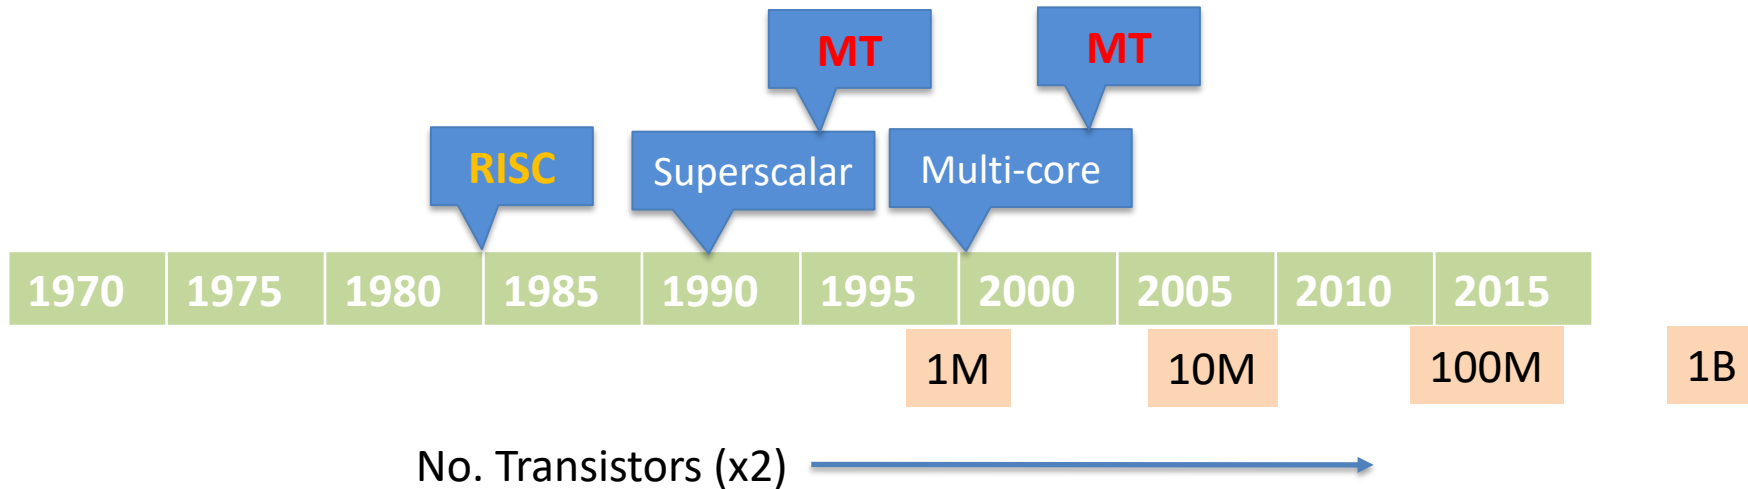 MT
MT
RISC
Superscalar
Multi-core
1970 1975 1980 1985 1990 1995 2000 2005 2010 2015
1M 10M 100M 1B
No. Transistors (x2)